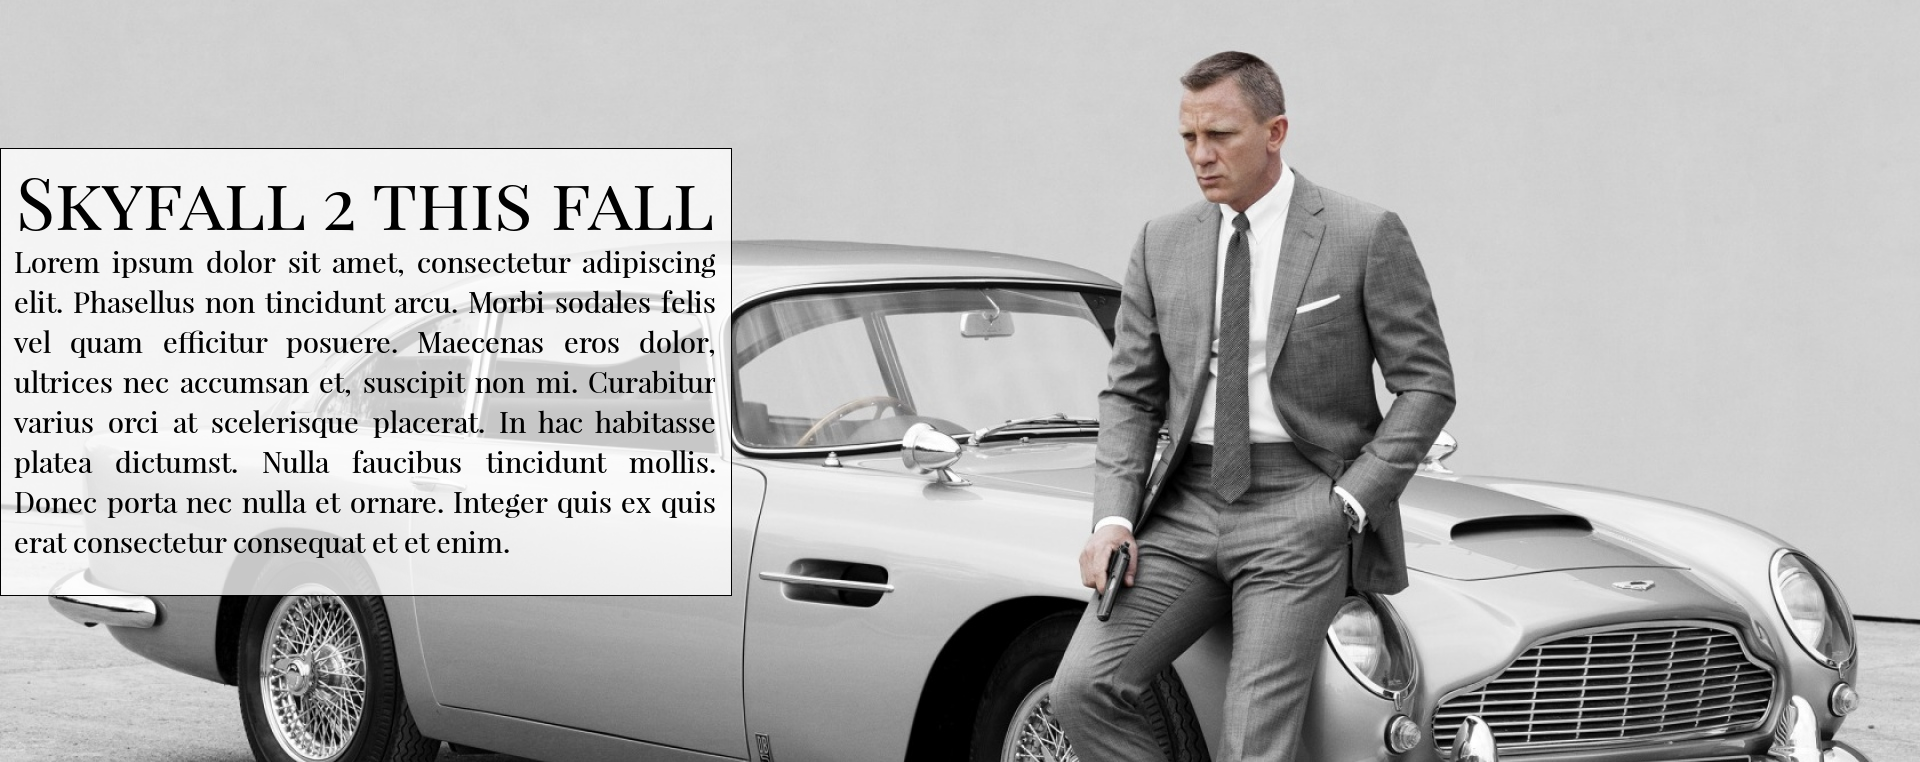 Skyfall 2 this fall
Lorem ipsum dolor sit amet, consectetur adipiscing
elit. Phasellus non tincidunt arcu. Morbi sodales felis
vel quam efficitur posuere. Maecenas eros dolor,
ultrices nec accumsan et, suscipit non mi. Curabitur
varius orci at scelerisque placerat. In hac habitasse
platea dictumst. Nulla faucibus tincidunt mollis.
Donec porta nec nulla et ornare. Integer quis ex quis
erat consectetur consequat et et enim.